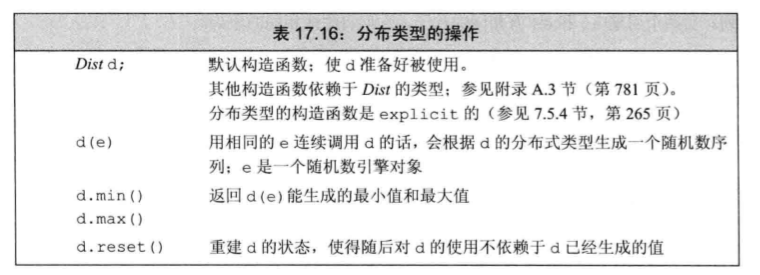 表 17.16：分布类型的操作
Dist d; 默认构造函数；使 d 准备好被使用。
其他构造函数依赖于 Dist 的类型；参见附录 A.3 节（第 781 页）。
分布类型的构造函数是 explicit 的（参见 7.5.4 节，第 265 页）
d(e) 用相同的 e 连续调用 d 的话，会根据 d 的分布式类型生成一个随机数序
列；e 是一个随机数引擎对象
d.min() 返回 d(e)能生成的最小值和最大值
d.max()
d.reset() 重建 d 的状态，使得随后对 d 的使用不依赖于 d 已经生成的值